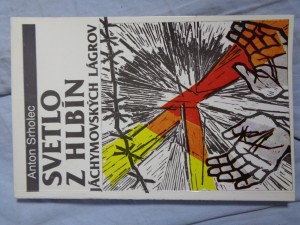 Anton Srholec
SVETLO
Z HLBÍN
JÁCHYMOVSKÝCH LÁGROV